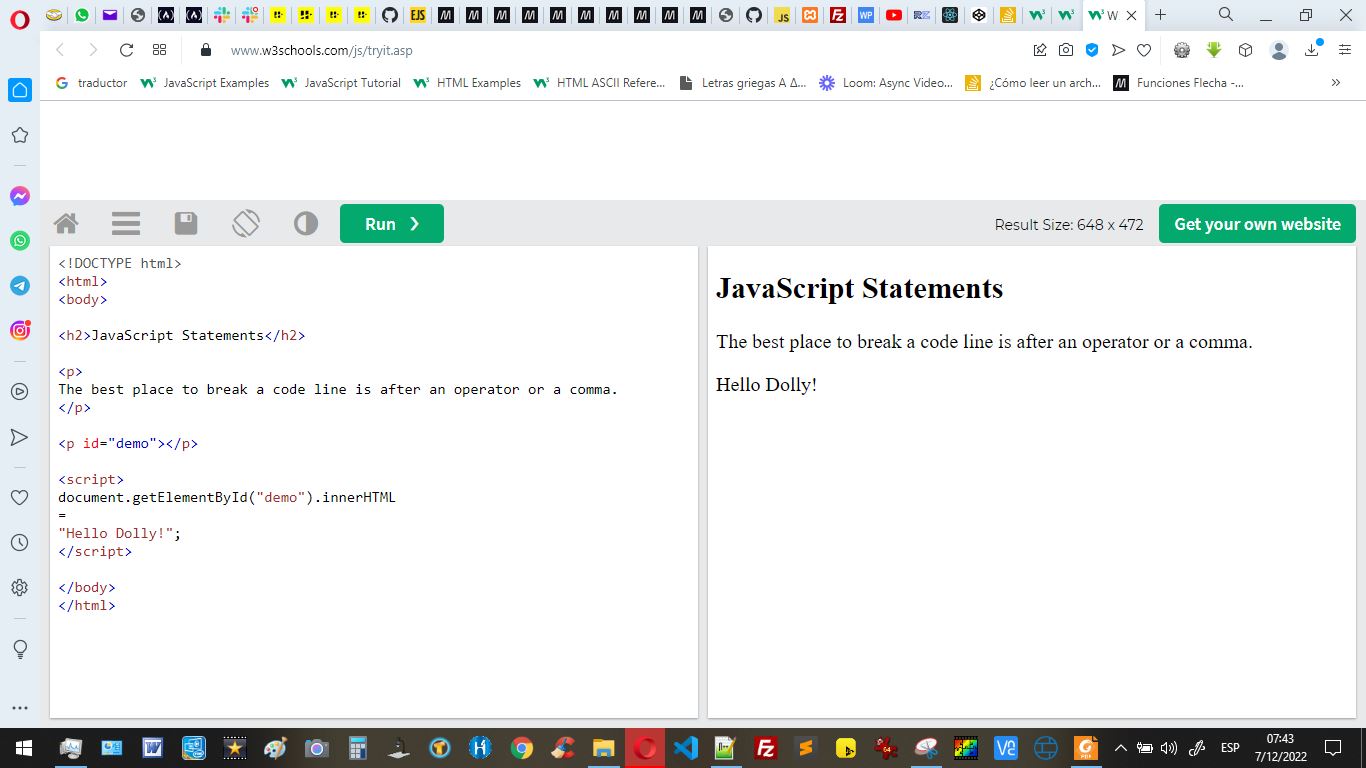 W
www.w3schools.com/js/tryit.asp
traductor
JavaScript Examples
JavaScript Tutorial
HTML Examples
HTML ASCII Refere...
Letras griegas A Δ...
Loom: Async Video...
¿Cómo leer un arch...
Funciones Flecha -...
Run ❯
Result Size: 648 x 472
Get your own website
<!DOCTYPE html>
<html>
<body>
<h2>JavaScript Statements</h2>
<p>
The best place to break a code line is after an operator or a comma.
</p>
<p id="demo"></p>
<script>
document.getElementById("demo").innerHTML
=
"Hello Dolly!";
</script>
</body>
</html>
JavaScript Statements
The best place to break a code line is after an operator or a comma.
Hello Dolly!
ESP
07:43
7/12/2022